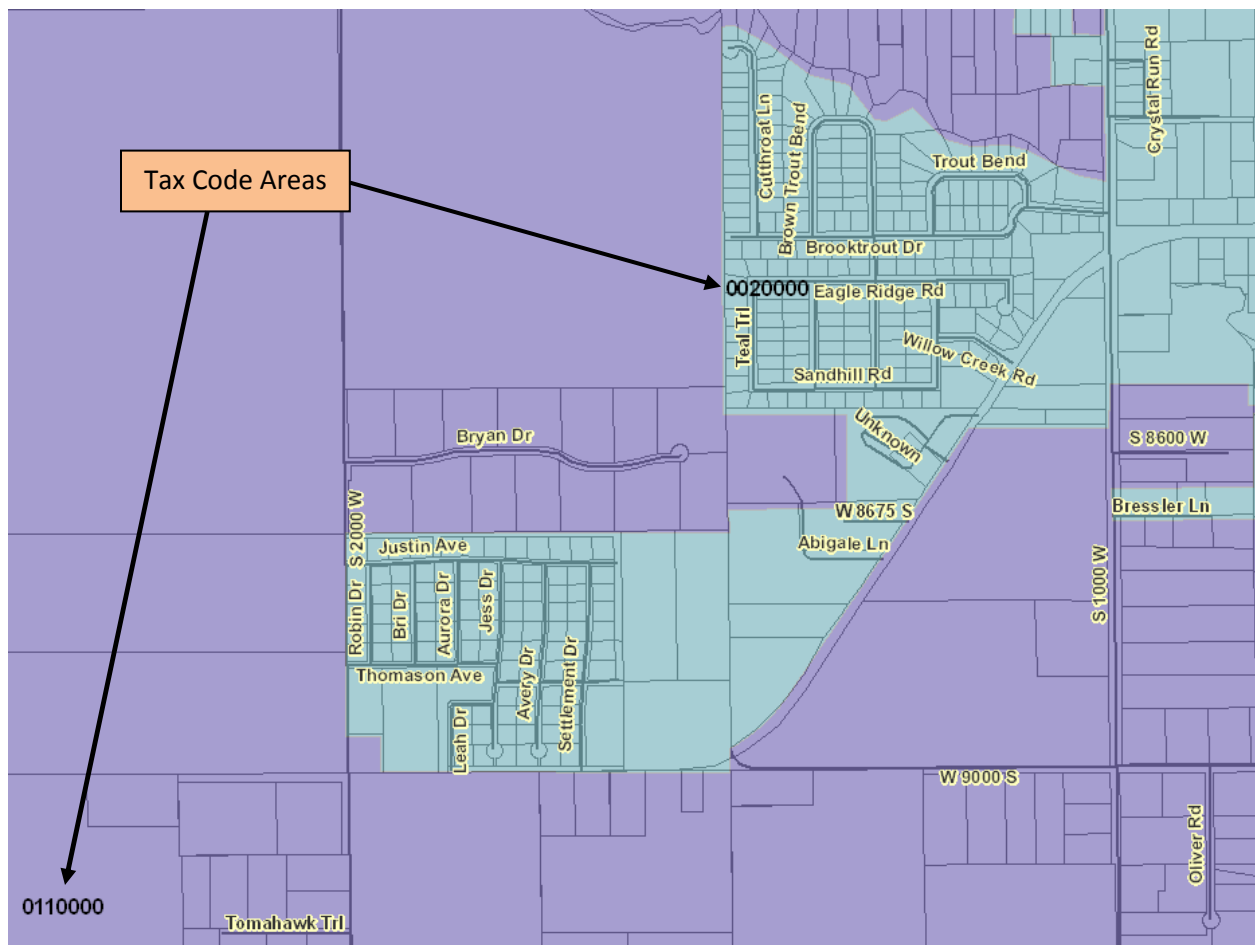 Crystal Run Rd
Cutthroat Ln
Brown Trout Bend
Trout Bend
Tax Code Areas
Brooktrout Dr
0020000
Eagle Ridge Rd
Teal Trl
Willow Creek Rd
Sandhill Rd
Unknown
Bryan Dr
S 8600 W
Bressler Ln
W 8675 S
S 2000 W
Abigale Ln
Justin Ave
S 1000 W
Robin Dr
Bri Dr
Aurora Dr
Jess Dr
Thomason Ave
Avery Dr
Settlement Dr
Leah Dr
W 9000 S
Oliver Rd
0110000
Tomahawk Trl